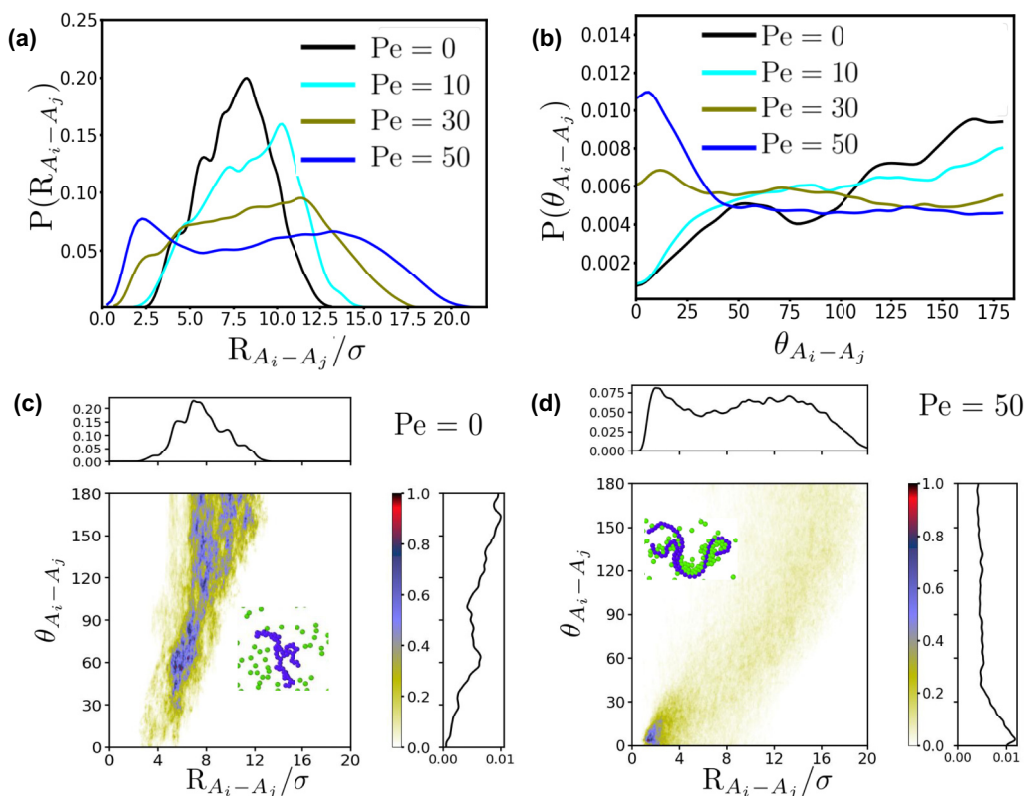 (a)
P(R_{A_i−A_j})
0.20
0.15
0.10
0.05
Pe = 0
Pe = 10
Pe = 30
Pe = 50
0.0 2.5 5.0 7.5 10.0 12.5 15.0 17.5 20.0
R_{A_i−A_j}/σ
(b)
P(θ_{A_i−A_j})
0.014
0.012
0.010
0.008
0.006
0.004
0.002
Pe = 0
Pe = 10
Pe = 30
Pe = 50
0 25 50 75 100 125 150 175
θ_{A_i−A_j}
(c)
0.20
0.15
0.10
0.05
0.00
0 4 8 12 16 20
Pe = 0
θ_{A_i−A_j}
180
150
120
90
60
30
0
0 4 8 12 16 20
R_{A_i−A_j}/σ
1.0
0.8
0.6
0.4
0.2
0.0
0.00 0.01
(d)
0.075
0.050
0.025
0.000
Pe = 50
θ_{A_i−A_j}
180
150
120
90
60
30
0
0 4 8 12 16 20
R_{A_i−A_j}/σ
1.0
0.8
0.6
0.4
0.2
0.0
0.00 0.01